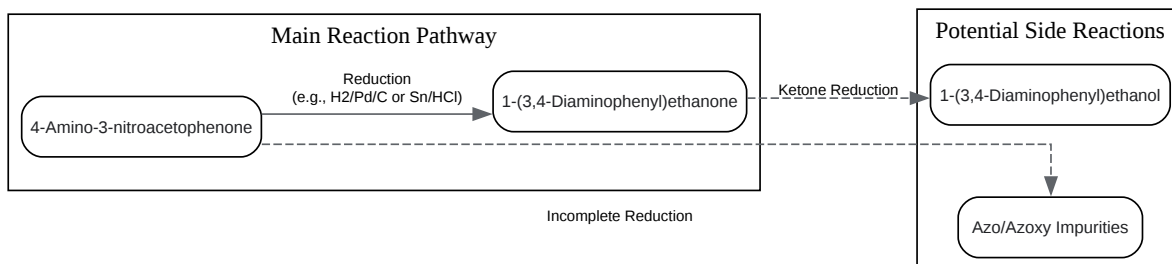 Main Reaction Pathway
Potential Side Reactions
4-Amino-3-nitroacetophenone
Reduction
(e.g., H2/Pd/C or Sn/HCl)
1-(3,4-Diaminophenyl)ethanone
Ketone Reduction
1-(3,4-Diaminophenyl)ethanol
Incomplete Reduction
Azo/Azoxy Impurities